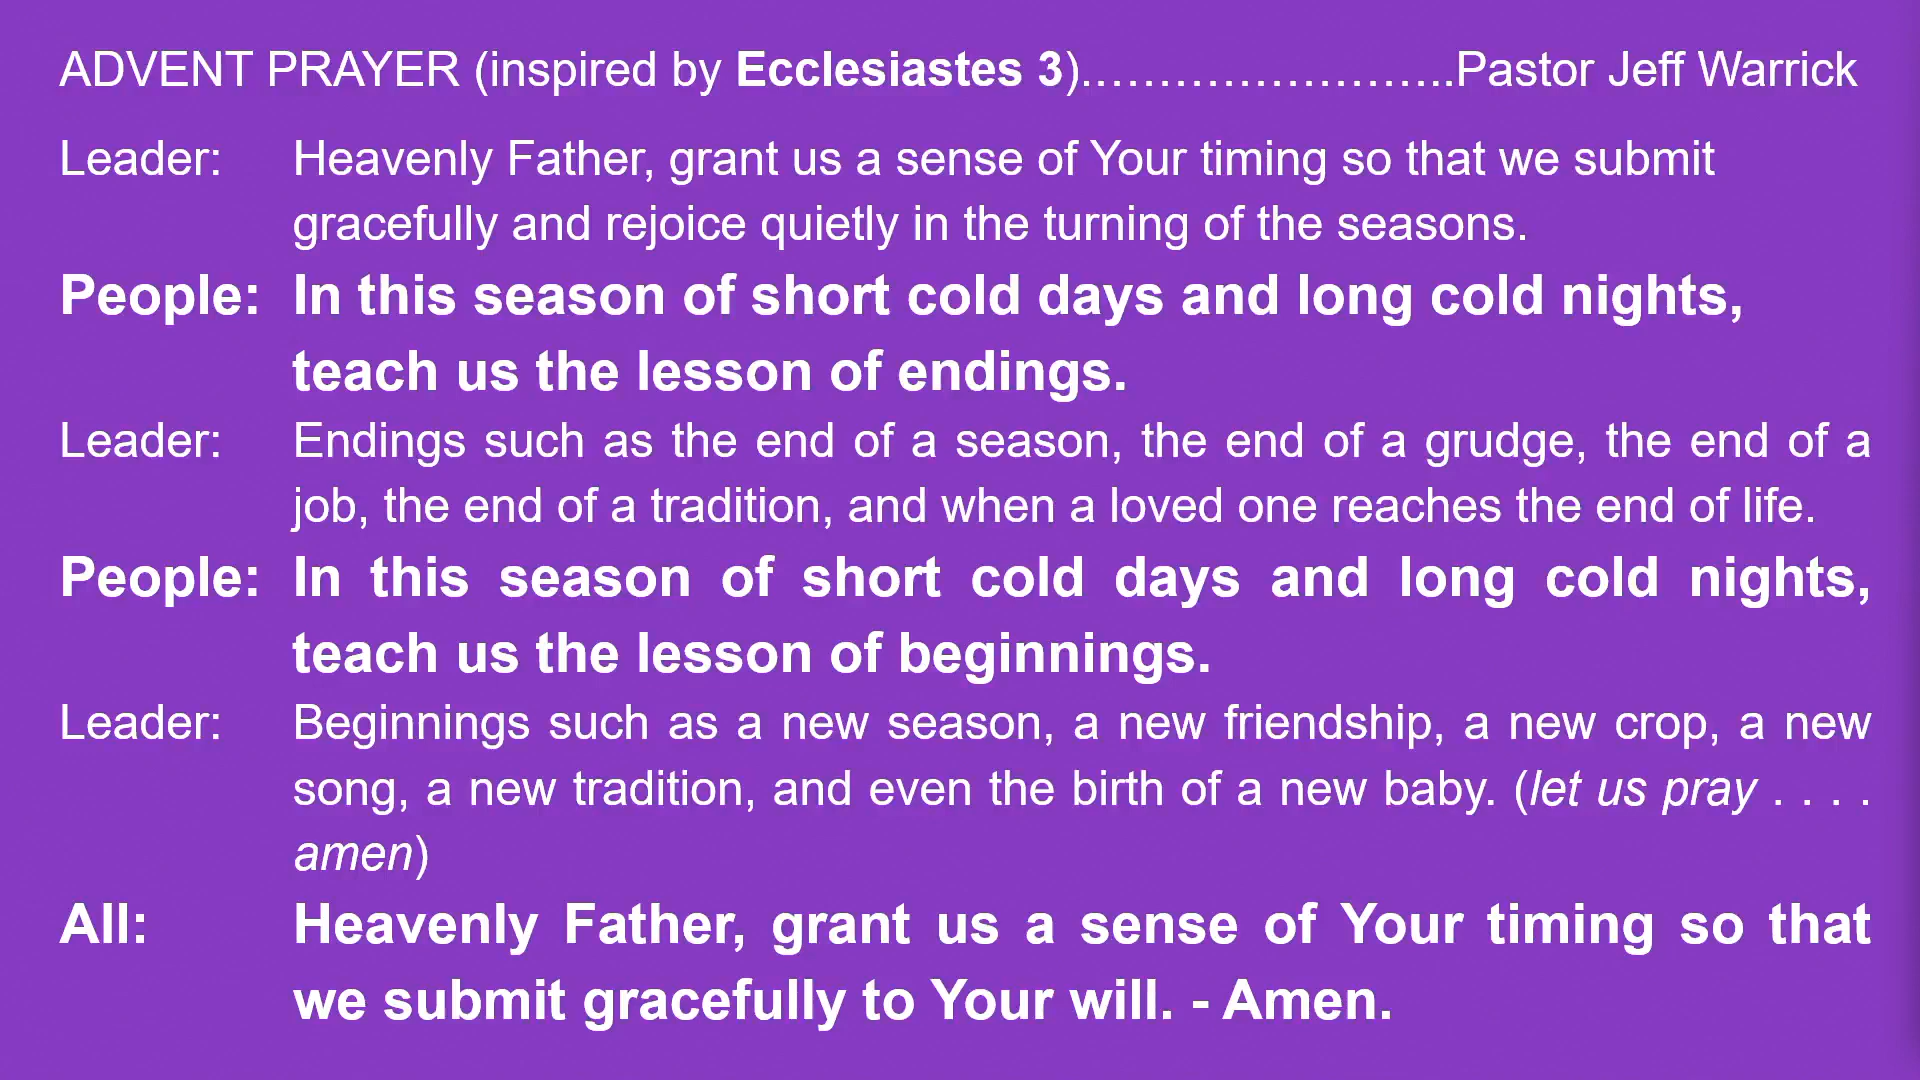 ADVENT PRAYER (inspired by Ecclesiastes 3)……………………..Pastor Jeff Warrick
Leader: Heavenly Father, grant us a sense of Your timing so that we submit
gracefully and rejoice quietly in the turning of the seasons.
People: In this season of short cold days and long cold nights,
teach us the lesson of endings.
Leader: Endings such as the end of a season, the end of a grudge, the end of a
job, the end of a tradition, and when a loved one reaches the end of life.
People: In this season of short cold days and long cold nights,
teach us the lesson of beginnings.
Leader: Beginnings such as a new season, a new friendship, a new crop, a new
song, a new tradition, and even the birth of a new baby. (let us pray . . . .
amen)
All: Heavenly Father, grant us a sense of Your timing so that
we submit gracefully to Your will. - Amen.